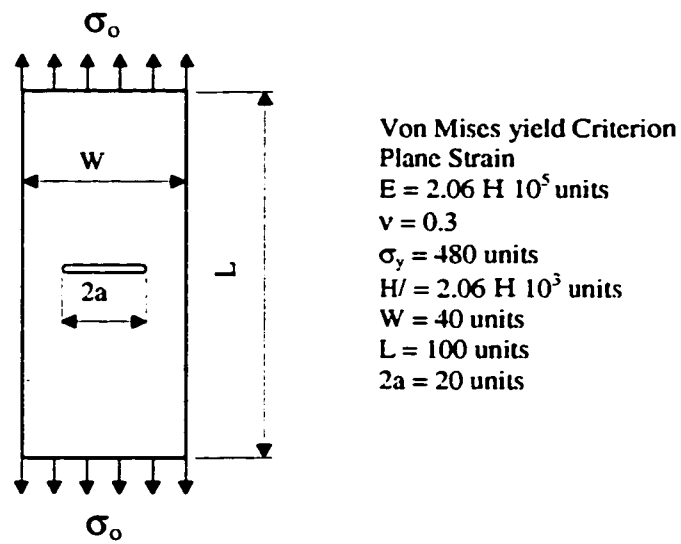 σₒ
W
2a
L
σₒ
Von Mises yield Criterion
Plane Strain
E = 2.06 H 10⁵ units
ν = 0.3
σᵧ = 480 units
H/ = 2.06 H 10³ units
W = 40 units
L = 100 units
2a = 20 units